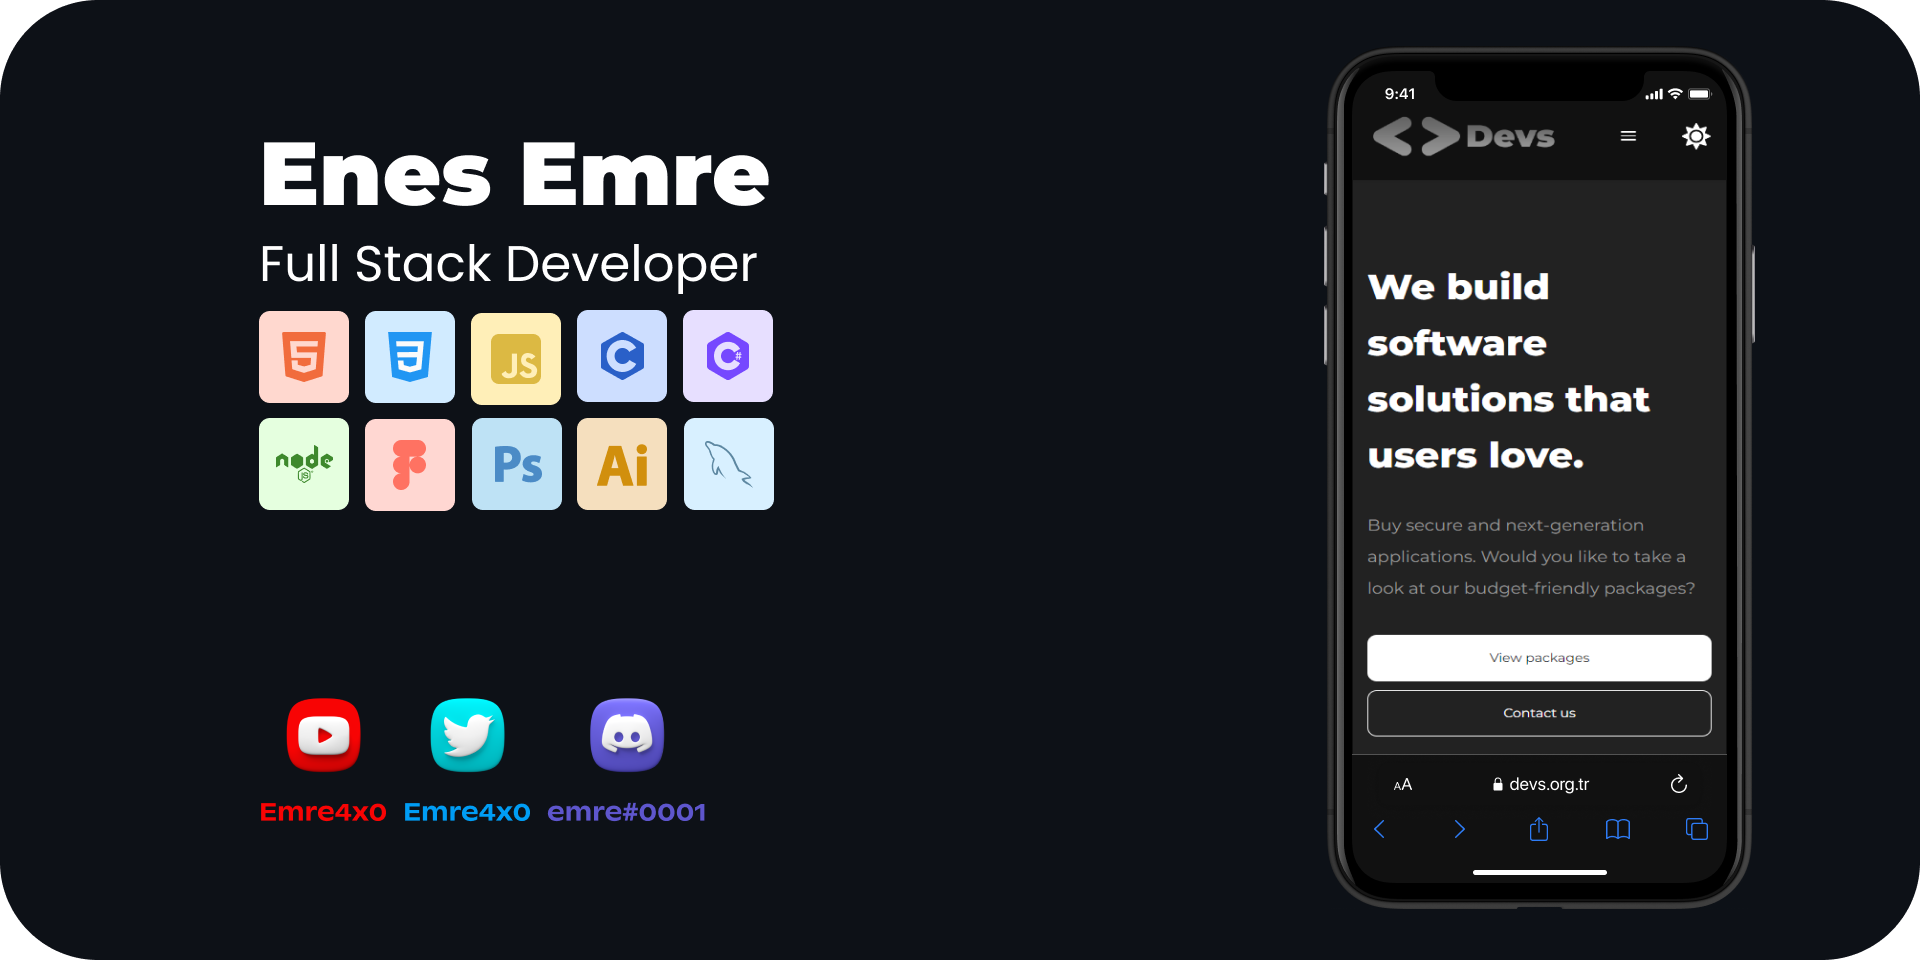 Enes Emre
Full Stack Developer
5
3
JS
C
C#
node
JS
Ps
Ai
Emre4x0
Emre4x0
emre#0001
9:41
<> Devs
We build
software
solutions that
users love.
Buy secure and next-generation
applications. Would you like to take a
look at our budget-friendly packages?
View packages
Contact us
AA
devs.org.tr